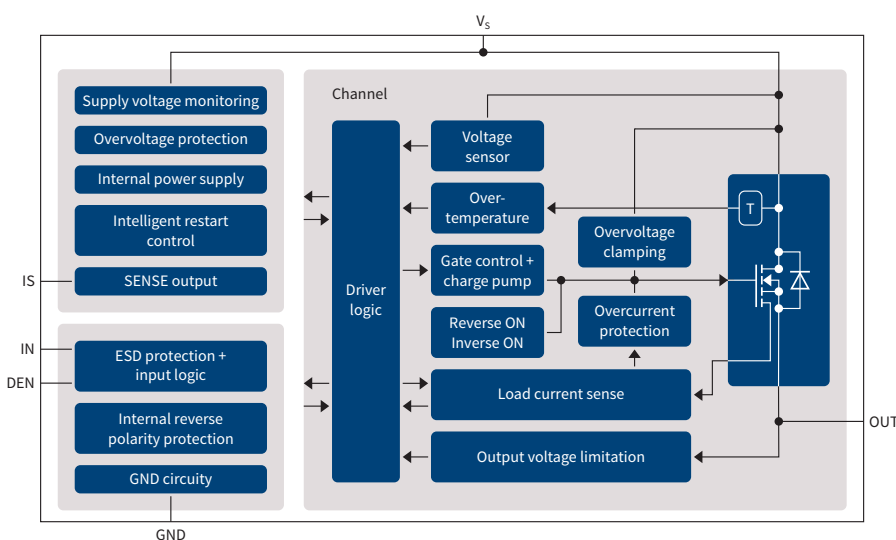 V_S
Supply voltage monitoring
Overvoltage protection
Internal power supply
Intelligent restart
control
SENSE output
IS
IN
DEN
ESD protection +
input logic
Internal reverse
polarity protection
GND circuity
GND
Channel
Driver
logic
Voltage
sensor
Over-
temperature
Gate control +
charge pump
Reverse ON
Inverse ON
Overvoltage
clamping
Overcurrent
protection
Load current sense
Output voltage limitation
T
OUT